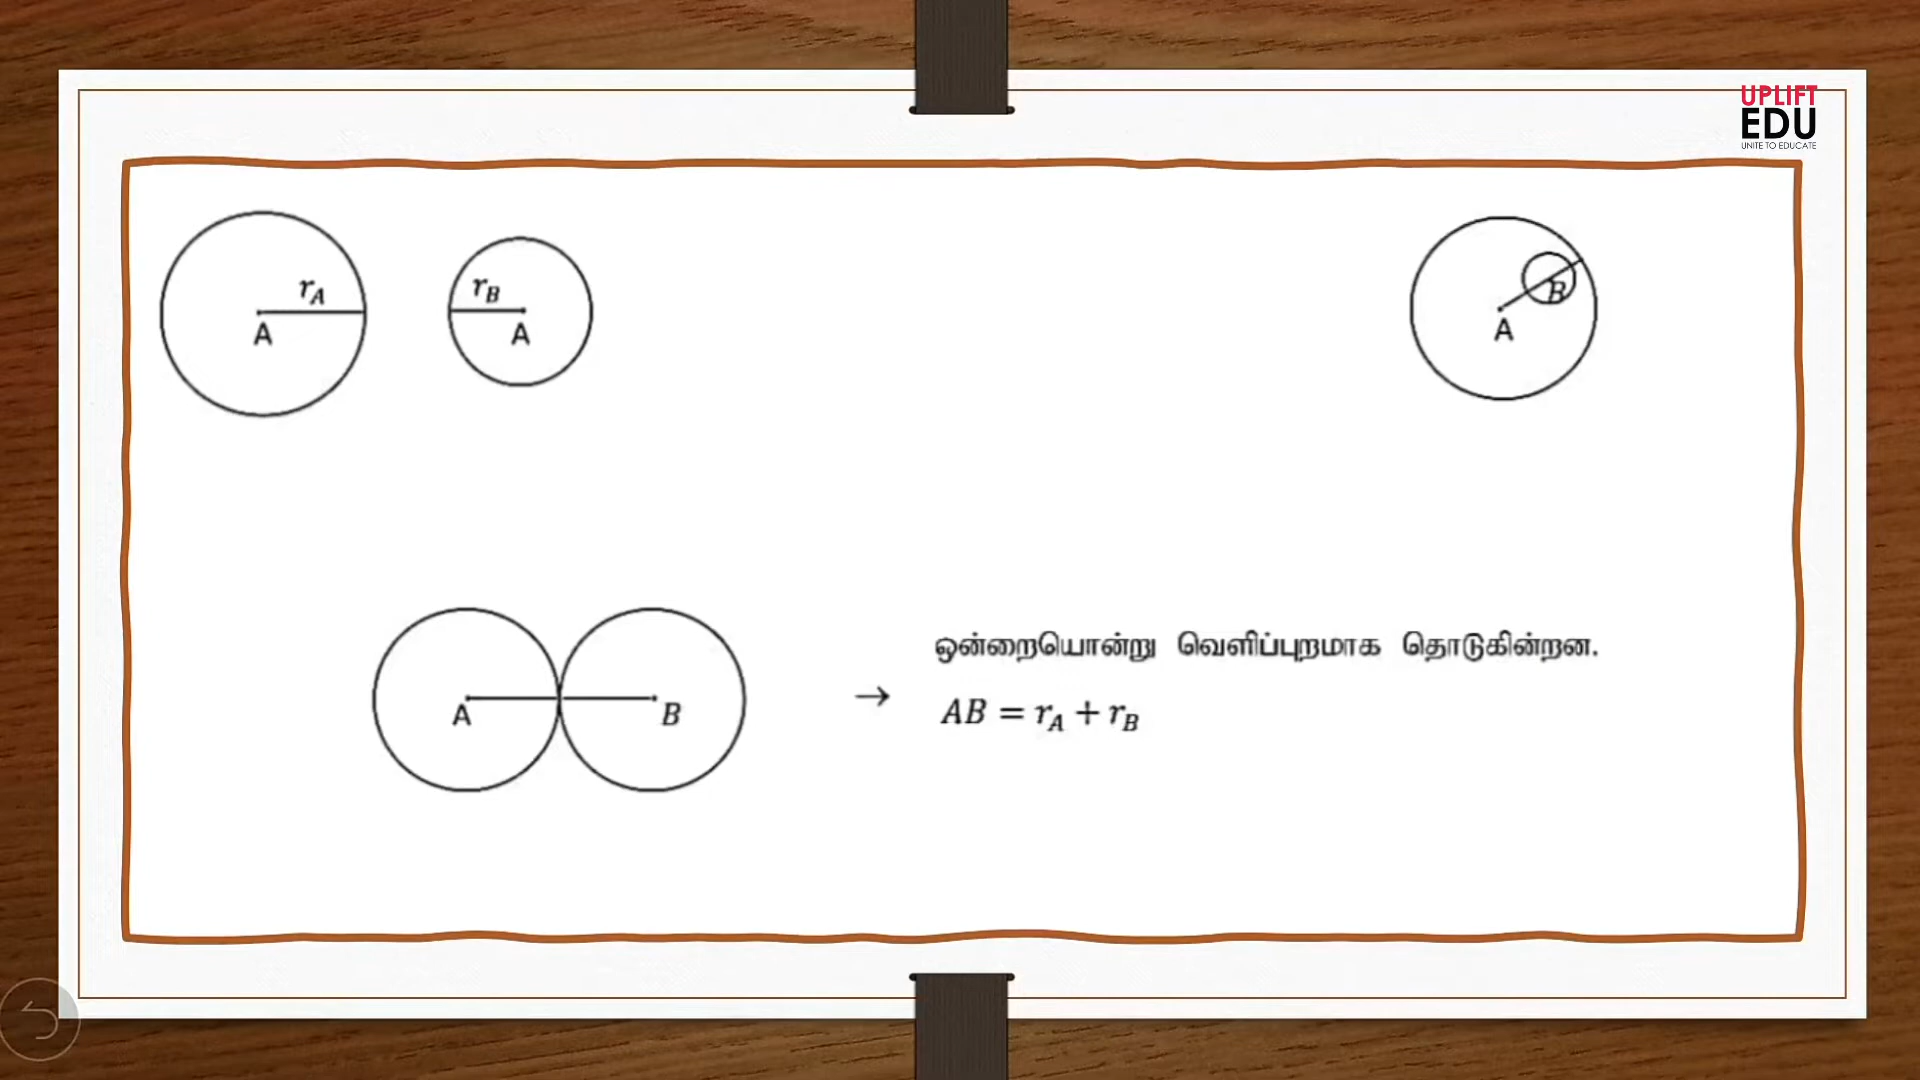 UPLIFT
EDU
UNITE TO EDUCATE
r_A
A
r_B
A
B
A
A
B
→
ஒன்றையொன்று வெளிப்புறமாக தொடுகின்றன.
AB = r_A + r_B